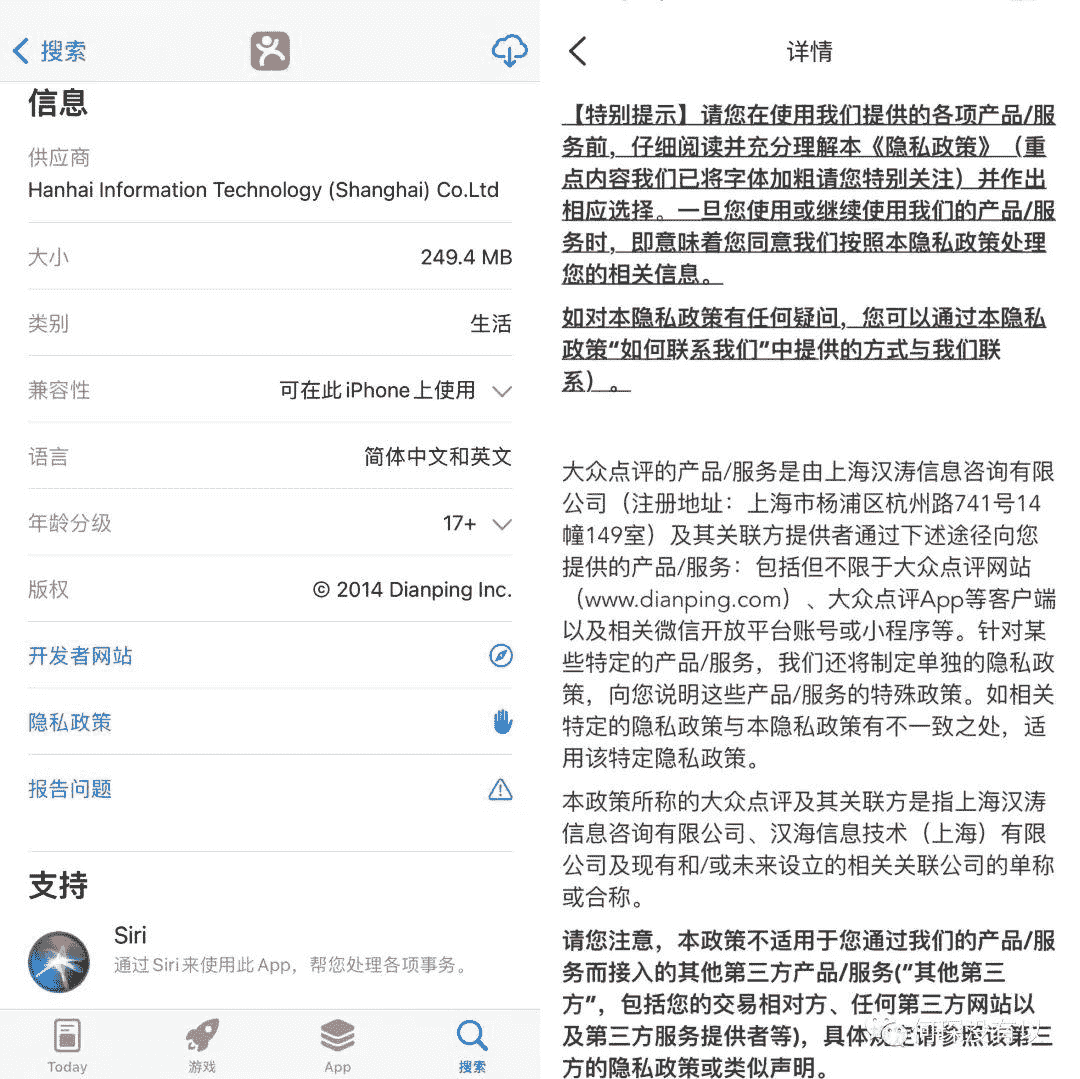 搜索
信息
供应商
Hanhai Information Technology (Shanghai) Co.Ltd
大小 249.4 MB
类别 生活
兼容性 可在此iPhone上使用
语言 简体中文和英文
年龄分级 17+
版权 © 2014 Dianping Inc.
开发者网站
隐私政策
报告问题
支持
Siri
通过Siri来使用此App，帮您处理各项事务。
Today 游戏 App 搜索
详情
【特别提示】请您在使用我们提供的各项产品/服
务前，仔细阅读并充分理解本《隐私政策》（重
点内容我们已将字体加粗请您特别关注）并作出
相应选择。一旦您使用或继续使用我们的产品/服
务时，即意味着您同意我们按照本隐私政策处理
您的相关信息。
如对本隐私政策有任何疑问，您可以通过本隐私
政策“如何联系我们”中提供的方式与我们联
系）。
大众点评的产品/服务是由上海汉涛信息咨询有限
公司（注册地址：上海市杨浦区杭州路741号14
幢149室）及其关联方提供者通过下述途径向您
提供的产品/服务：包括但不限于大众点评网站
（www.dianping.com）、大众点评App等客户端
以及相关微信开放平台账号或小程序等。针对某
些特定的产品/服务，我们还将制定单独的隐私政
策，向您说明这些产品/服务的特殊政策。如相关
特定的隐私政策与本隐私政策有不一致之处，适
用该特定隐私政策。
本政策所称的大众点评及其关联方是指上海汉涛
信息咨询有限公司、汉海信息技术（上海）有限
公司及现有和/或未来设立的相关关联公司的单称
或合称。
请您注意，本政策不适用于您通过我们的产品/服
务而接入的其他第三方产品/服务(“其他第三
方”，包括您的交易相对方、任何第三方网站以
及第三方服务提供者等)，具体规定请参照该第三
方的隐私政策或类似声明。